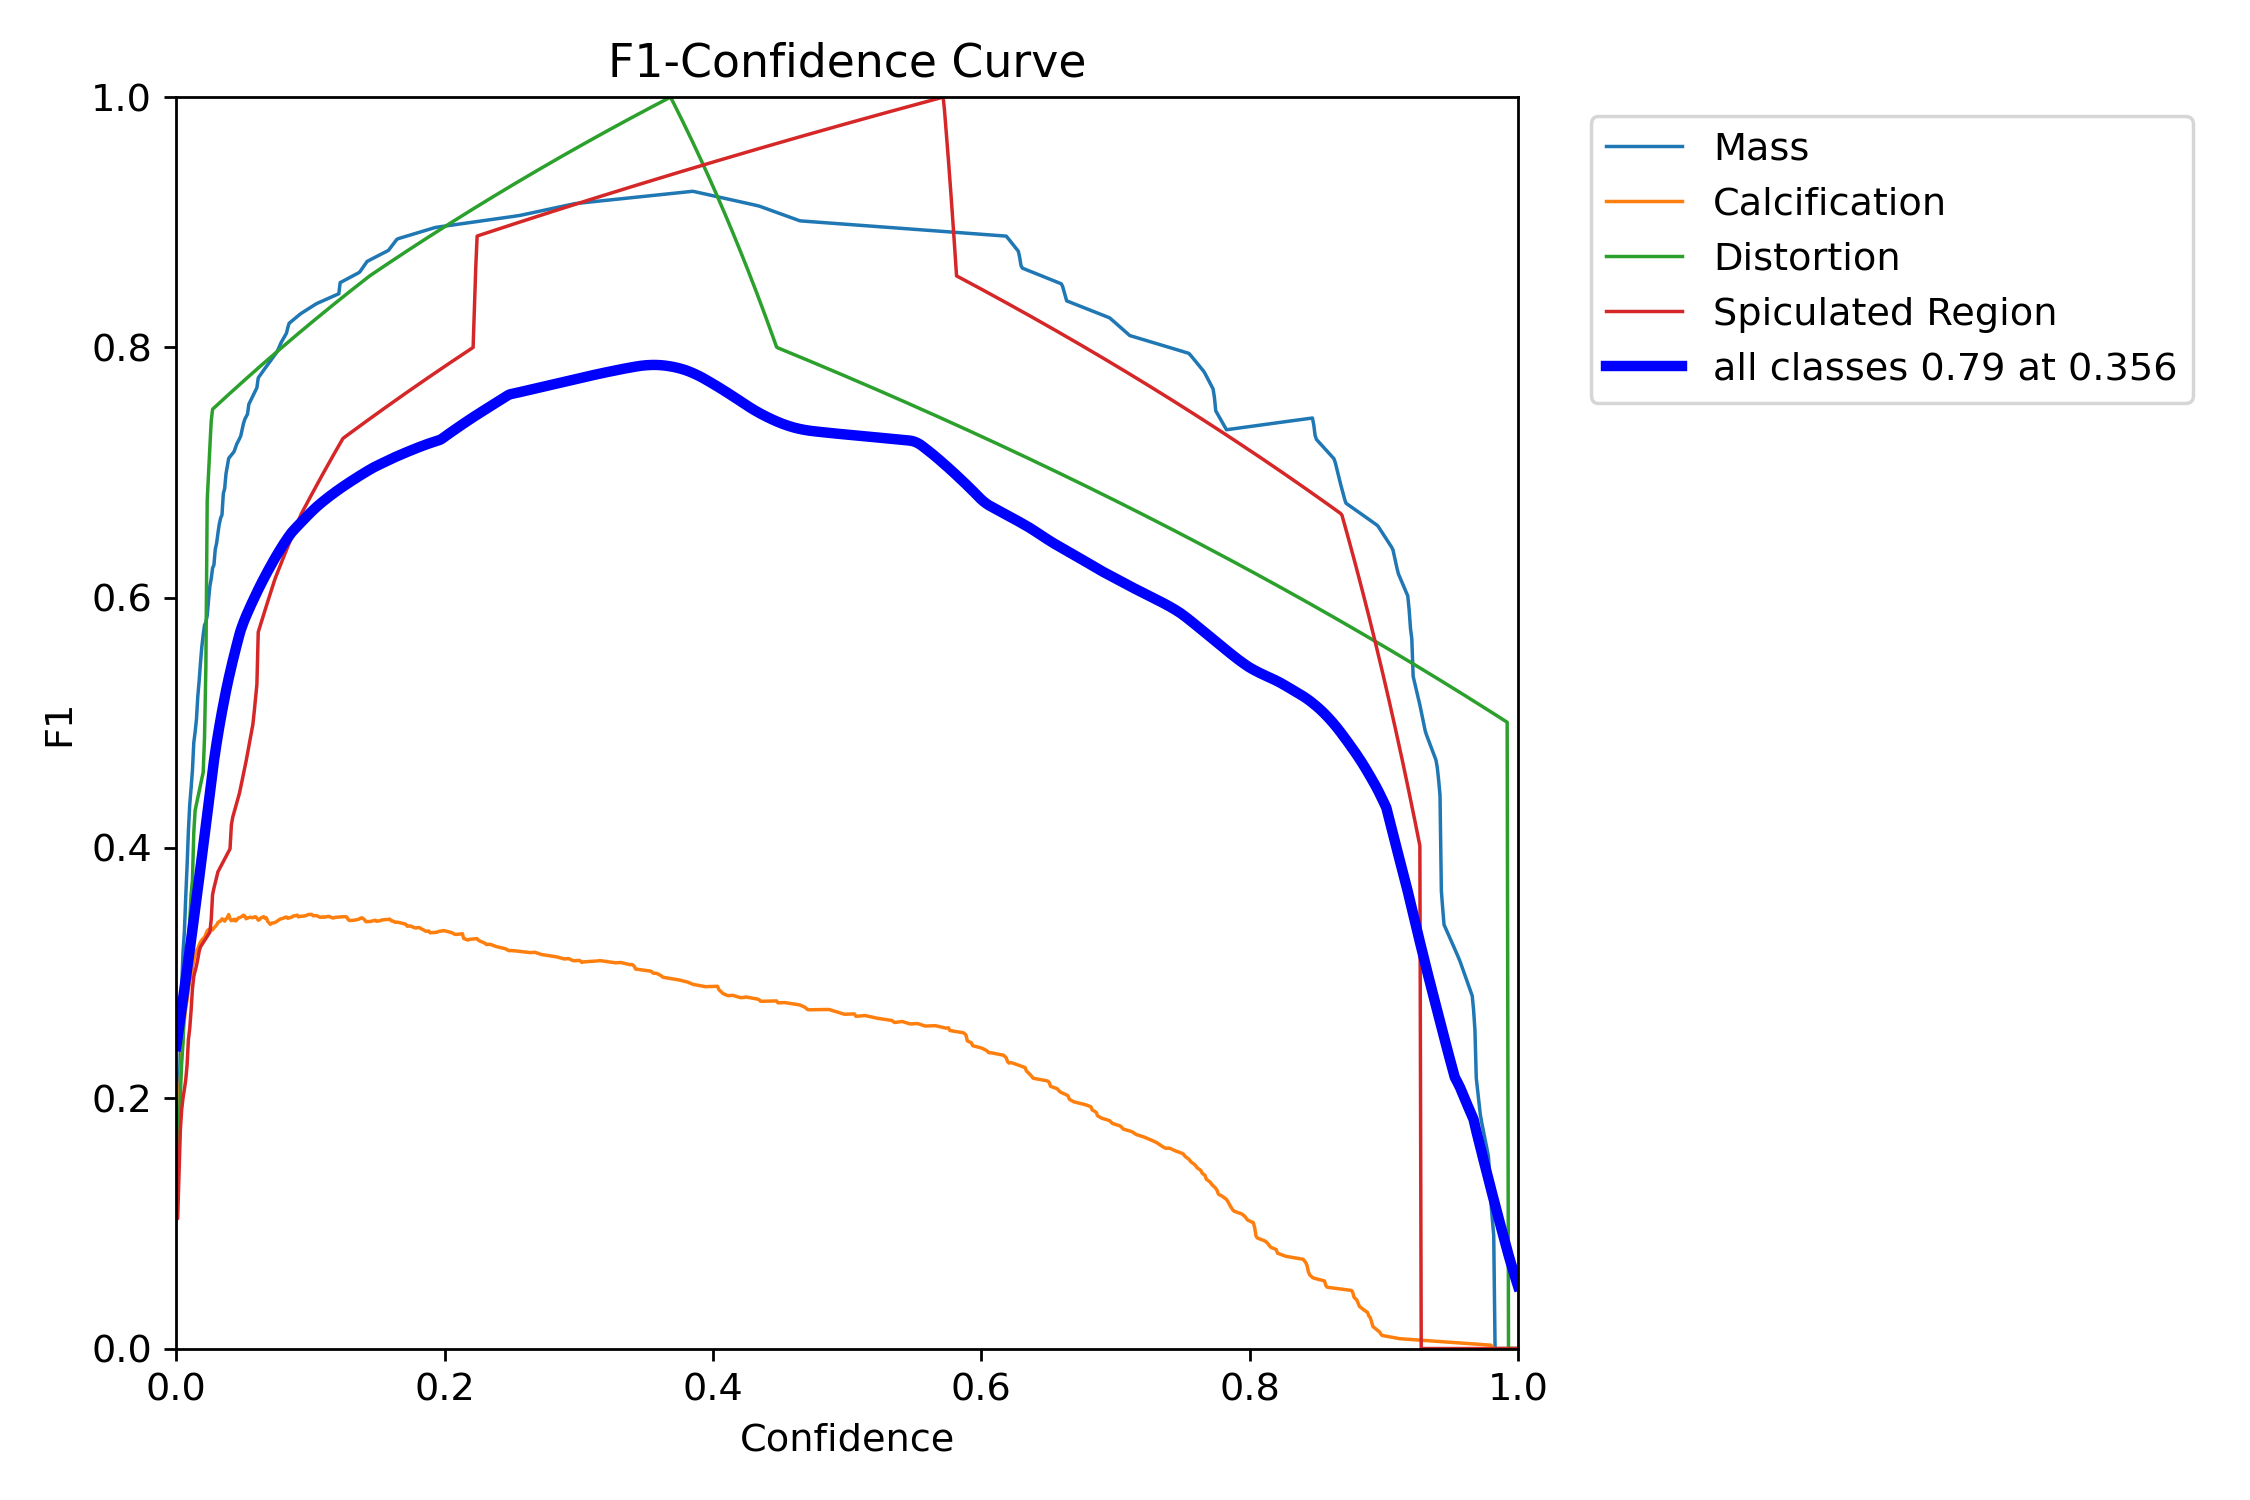 F1-Confidence Curve
1.0
0.8
0.6
0.4
0.2
0.0
F1
0.0 0.2 0.4 0.6 0.8 1.0
Confidence
Mass
Calcification
Distortion
Spiculated Region
all classes 0.79 at 0.356